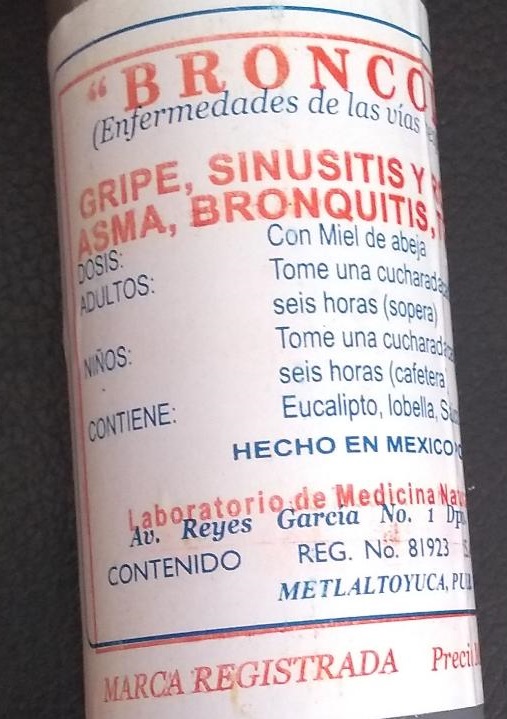 "BRONCO
(Enfermedades de las vías
GRIPE, SINUSITIS Y
ASMA, BRONQUITIS,
Con Miel de abeja
DOSIS:
ADULTOS: Tome una cucharada
seis horas (sopera)
NIÑOS: Tome una cucharada
seis horas (cafetera
CONTIENE: Eucalipto, lobella,
HECHO EN MEXICO
Laboratorio de Medicina
Av. Reyes García No. 1
CONTENIDO REG. No. 81923
METLALTOYUCA, PUE
MARCA REGISTRADA